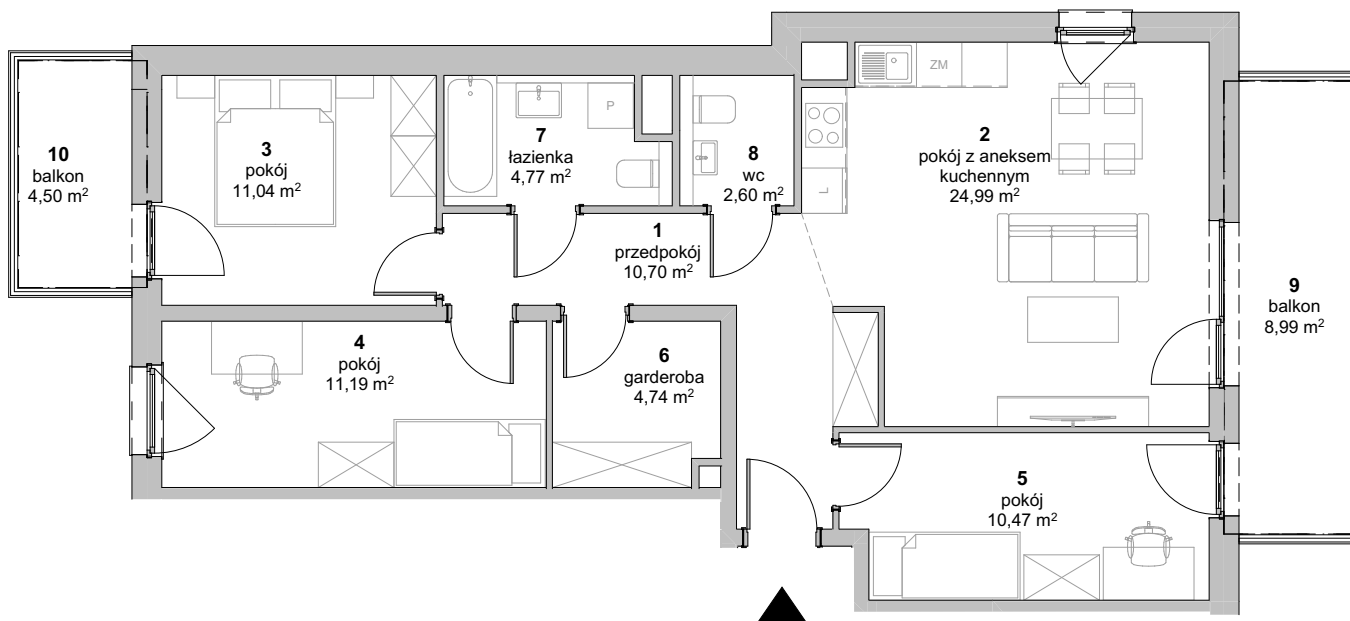 10
balkon
4,50 m²
3
pokój
11,04 m²
7
łazienka
4,77 m²
P
8
wc
2,60 m²
ZM
L
2
pokój z aneksem
kuchennym
24,99 m²
1
przedpokój
10,70 m²
9
balkon
8,99 m²
4
pokój
11,19 m²
6
garderoba
4,74 m²
5
pokój
10,47 m²